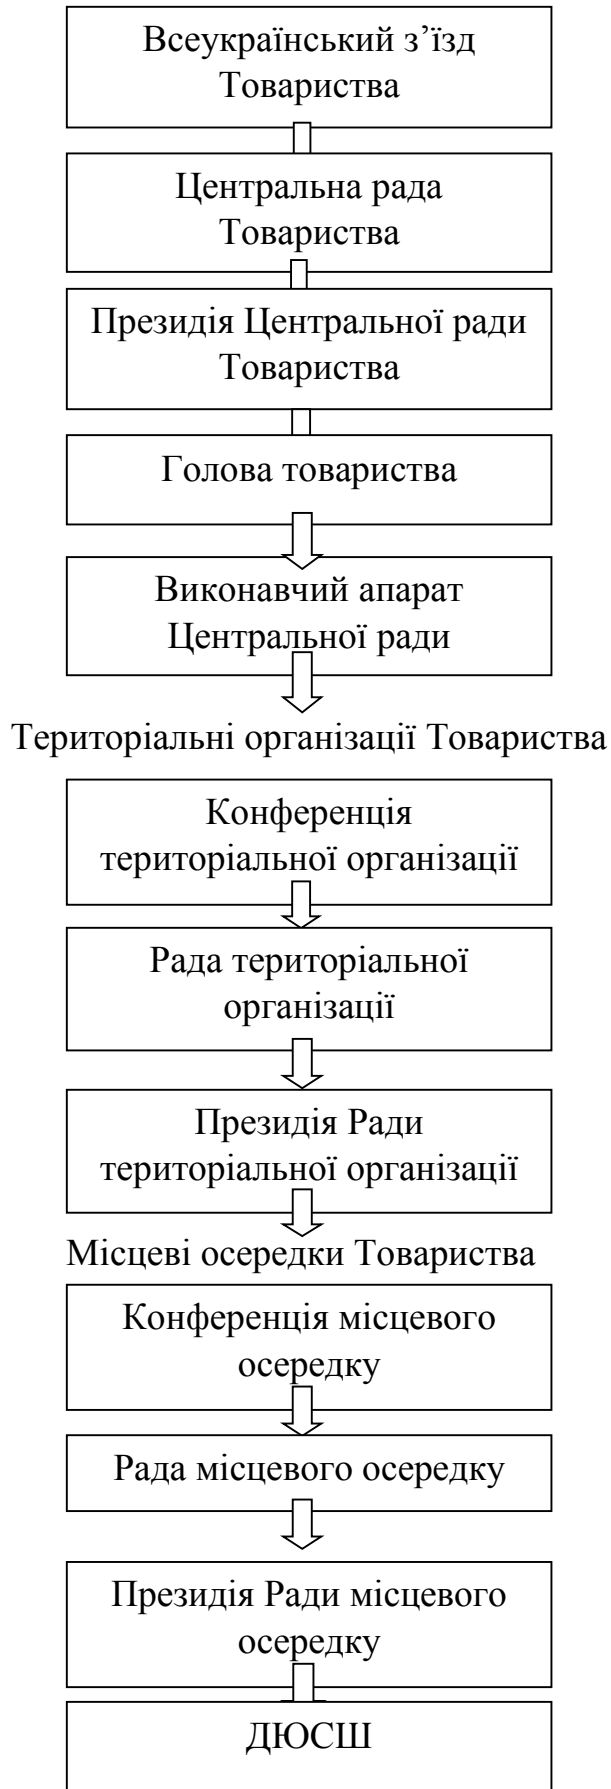 Всеукраїнський з’їзд
Товариства
Центральна рада
Товариства
Президія Центральної ради
Товариства
Голова товариства
Виконавчий апарат
Центральної ради
Територіальні організації Товариства
Конференція
територіальної організації
Рада територіальної
організації
Президія Ради
територіальної організації
Місцеві осередки Товариства
Конференція місцевого
осередку
Рада місцевого осередку
Президія Ради місцевого
осередку
ДЮСШ